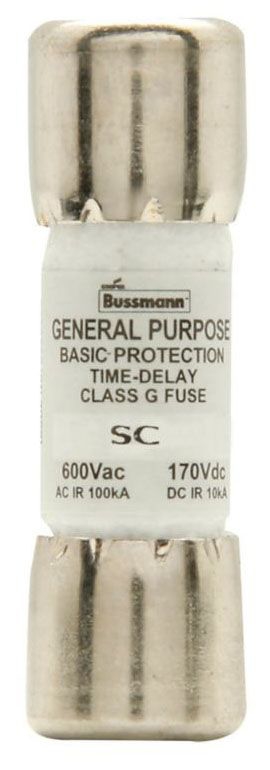 COOPER
Bussmann
GENERAL PURPOSE
BASIC PROTECTION
TIME-DELAY
CLASS G FUSE
SC
600Vac 170Vdc
AC IR 100kA DC IR 10kA